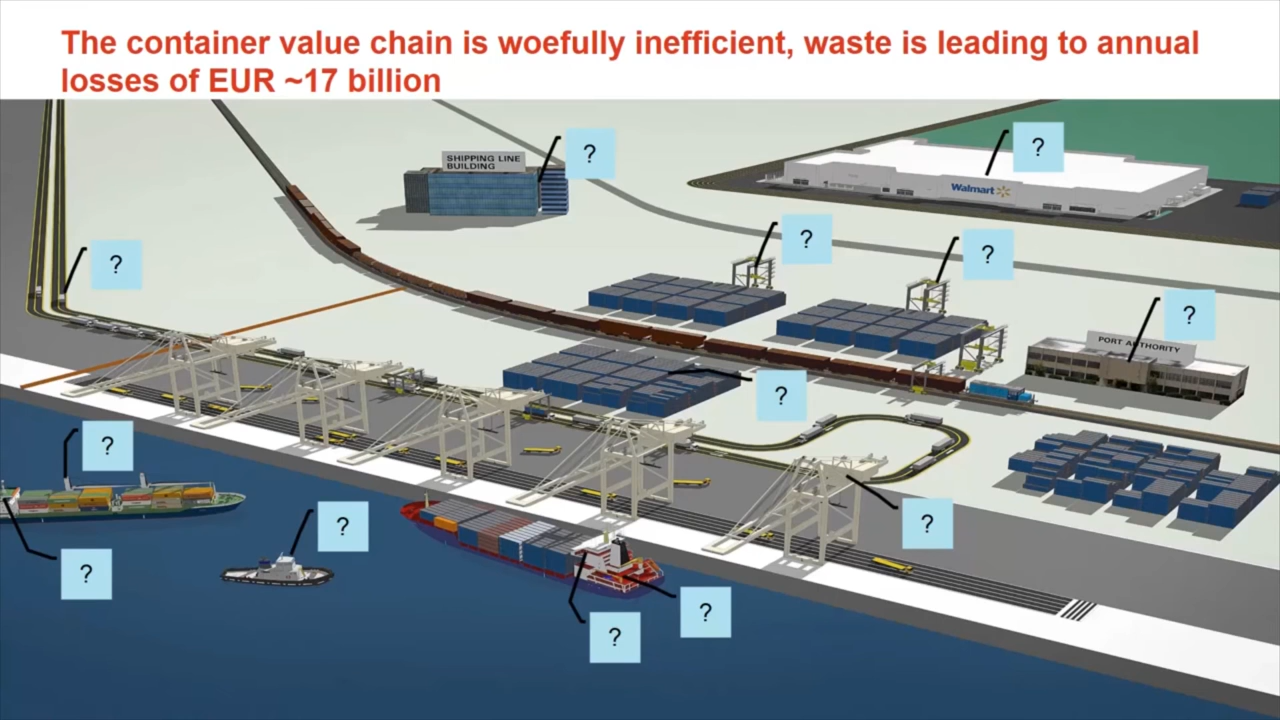 The container value chain is woefully inefficient, waste is leading to annual
losses of EUR ~17 billion
SHIPPING LINE
BUILDING
?
?
Walmart
?
?
?
?
PORT AUTHORITY
?
?
?
?
?
?
?